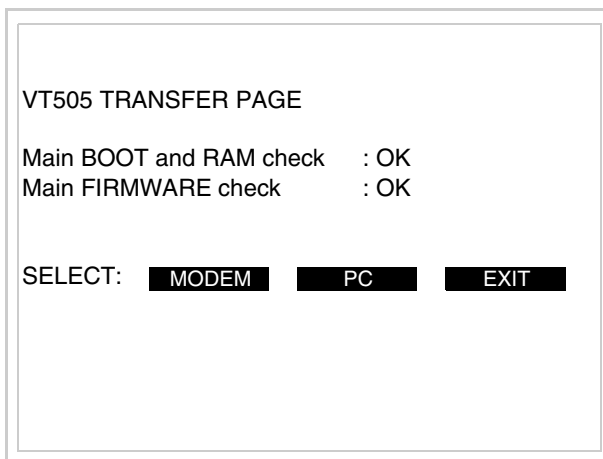 VT505 TRANSFER PAGE
Main BOOT and RAM check : OK
Main FIRMWARE check : OK
SELECT: MODEM PC EXIT